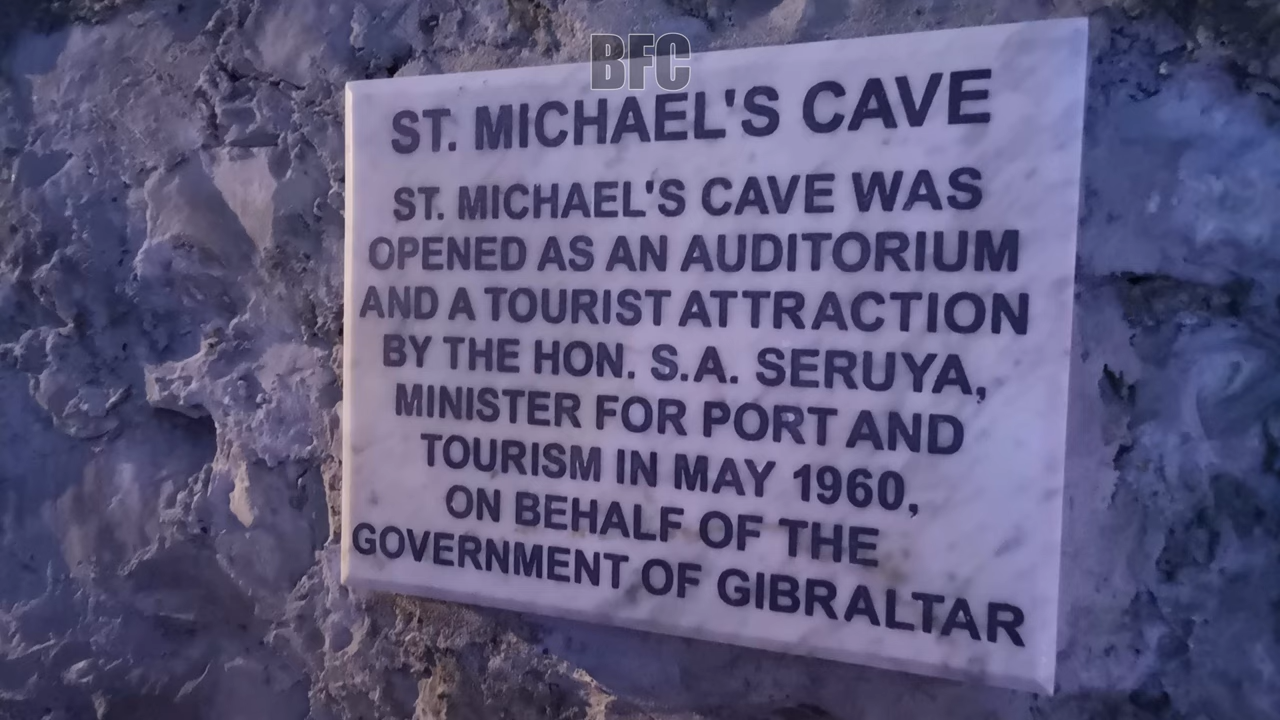 BFC
ST. MICHAEL'S CAVE
ST. MICHAEL'S CAVE WAS
OPENED AS AN AUDITORIUM
AND A TOURIST ATTRACTION
BY THE HON. S.A. SERUYA,
MINISTER FOR PORT AND
TOURISM IN MAY 1960,
ON BEHALF OF THE
GOVERNMENT OF GIBRALTAR